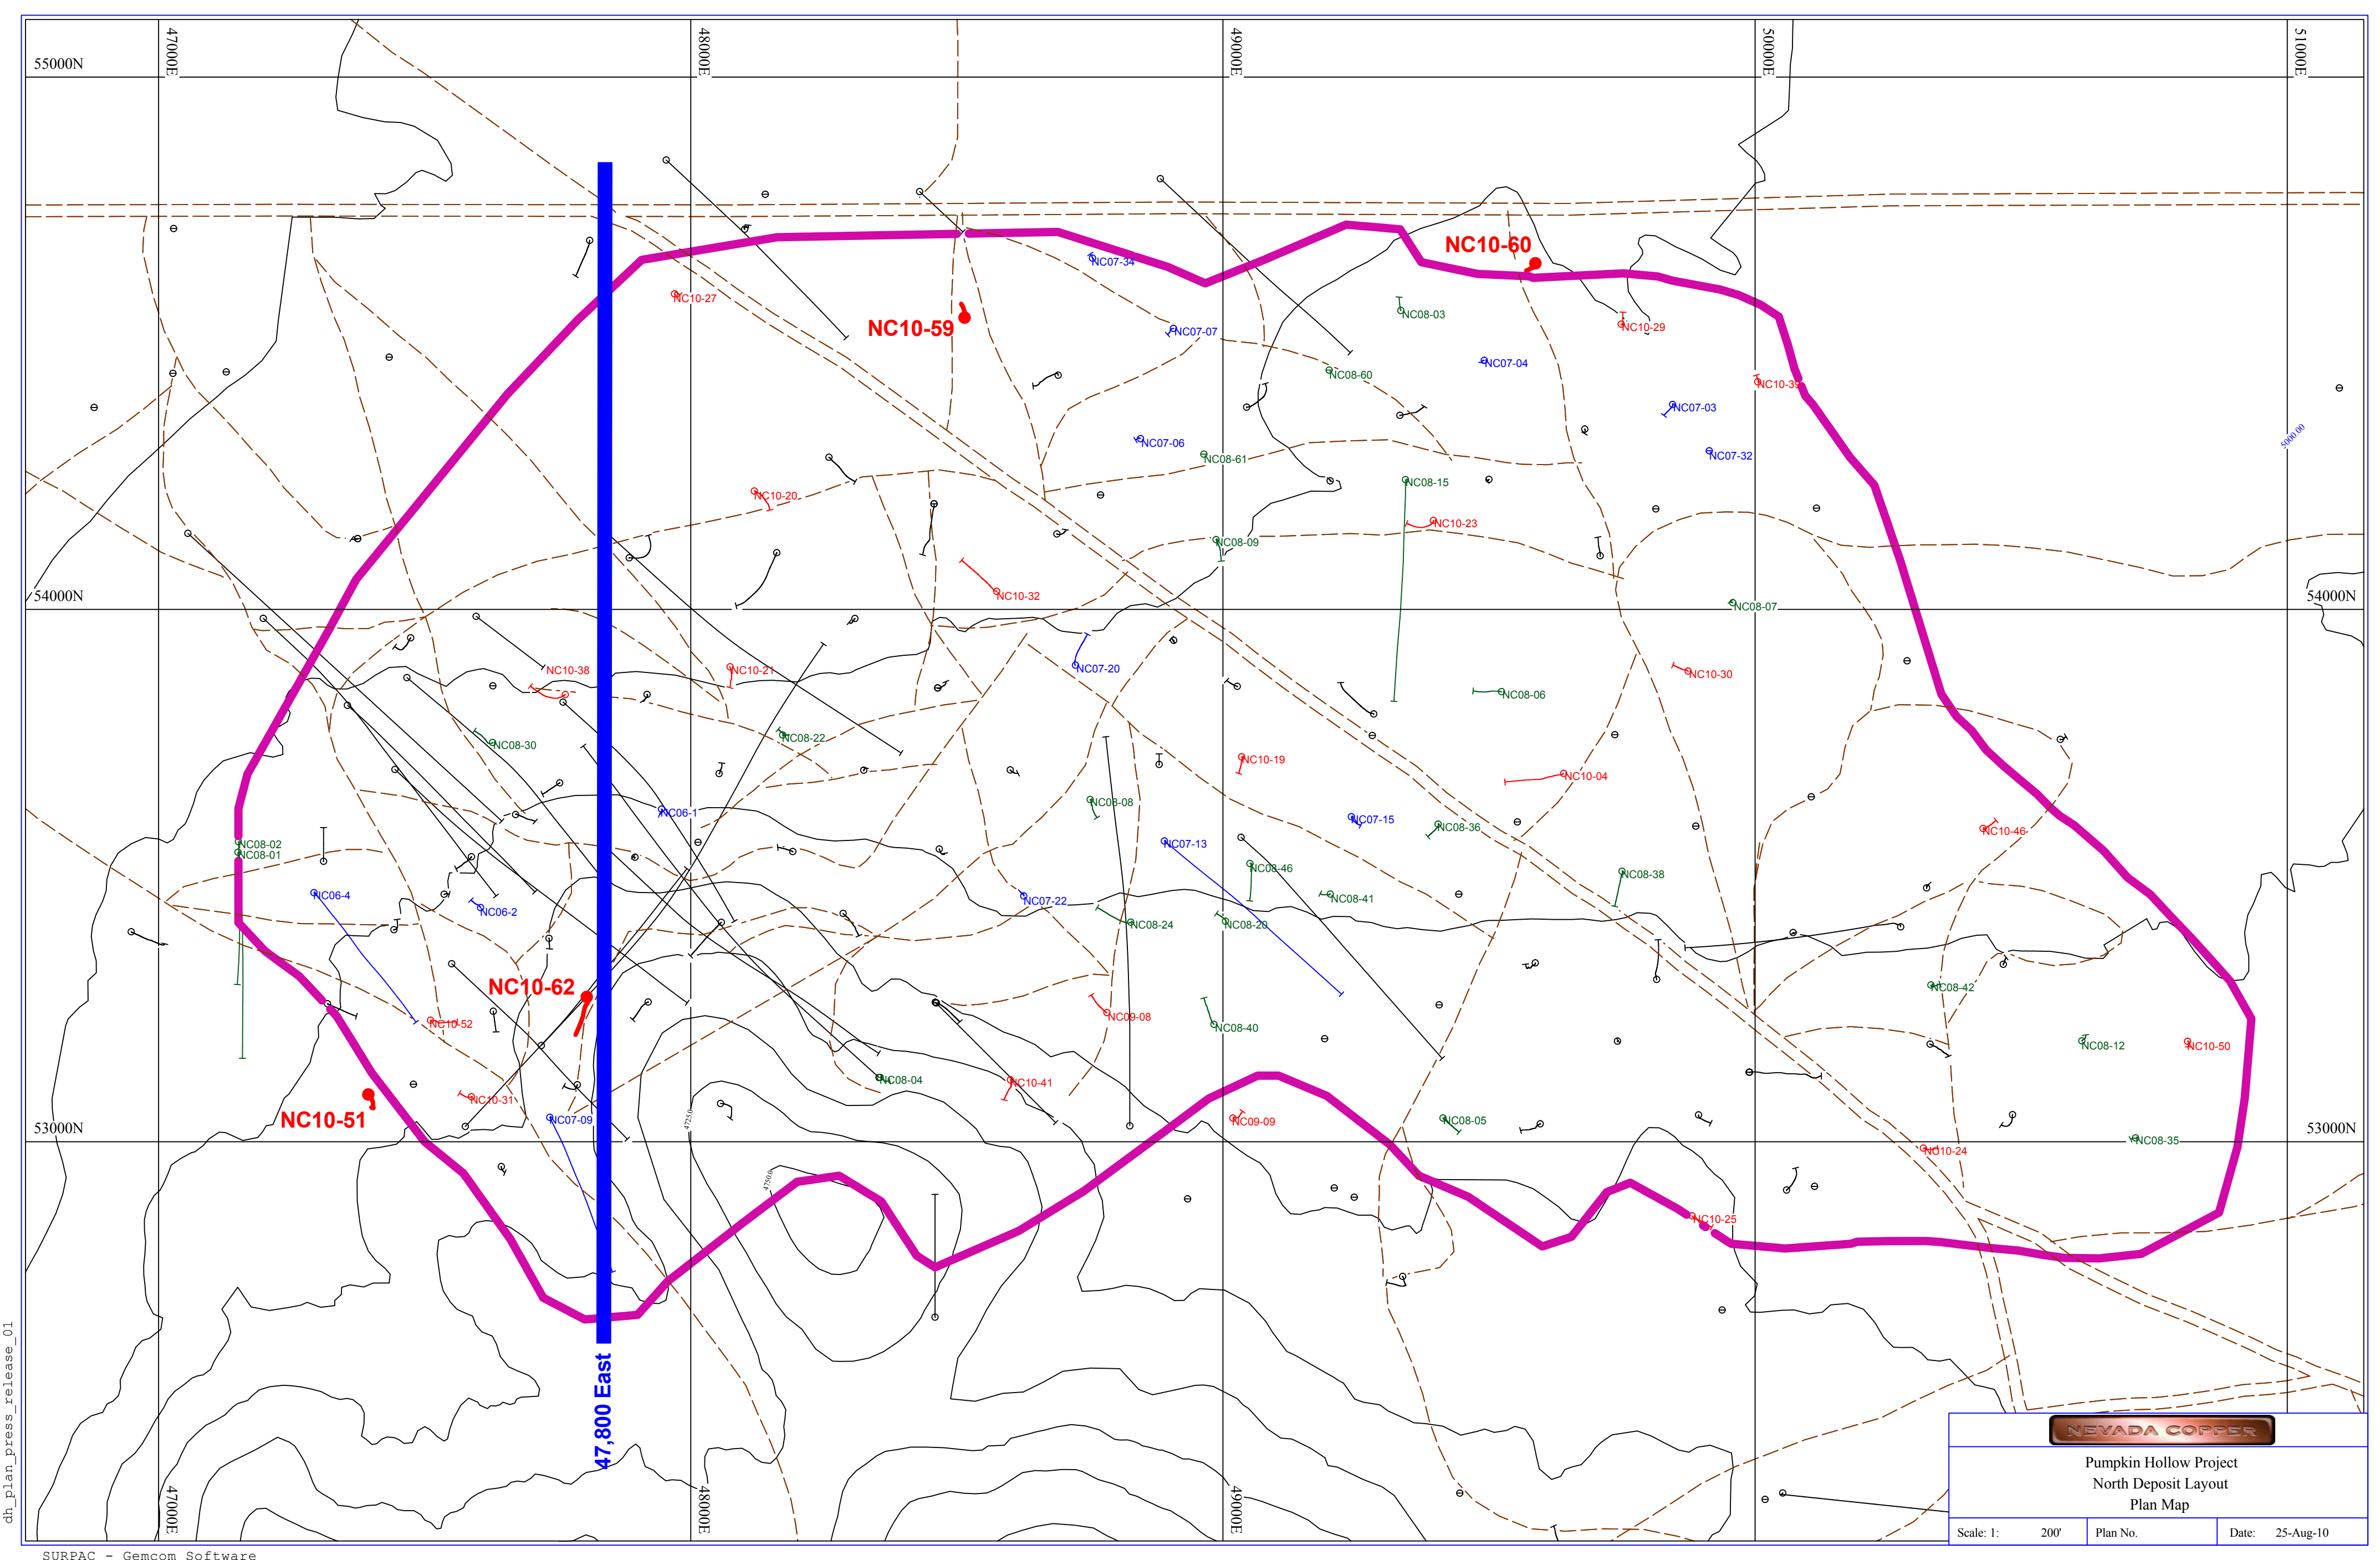 47000E
48000E
49000E
50000E
51000E
55000N
NC10-60
NC07-34
NC10-27
NC08-03
NC10-59
NC07-07
NC10-29
NC07-04
NC08-60
NC10-39
NC07-03
5000.00
NC07-06
NC07-32
NC08-61
NC08-15
NC10-20
NC10-23
NC08-09
54000N
54000N
NC10-32
NC08-07
NC10-38
NC10-21
NC07-20
NC10-30
NC08-06
NC08-22
NC08-30
NC10-19
NC10-04
NC08-08
NC06-1
NC07-15
NC08-36
NC10-46
NC08-02
NC08-01
NC07-13
NC08-46
NC08-38
NC06-4
NC07-22
NC08-41
NC06-2
NC08-24
NC08-20
NC10-62
NC08-42
NC09-08
NC10-52
NC08-40
NC08-12
NC10-50
NC08-04
NC10-41
NC10-31
NC10-51
NC07-09
4725.0
NC09-09
NC08-05
53000N
53000N
NC08-35
NC10-24
4750.0
NC10-25
47,800 East
47000E
48000E
49000E
NEVADA COPPER
Pumpkin Hollow Project
North Deposit Layout
Plan Map
Scale: 1: 200'
Plan No.
Date: 25-Aug-10
dh_plan_press_release_01
SURPAC - Gemcom Software